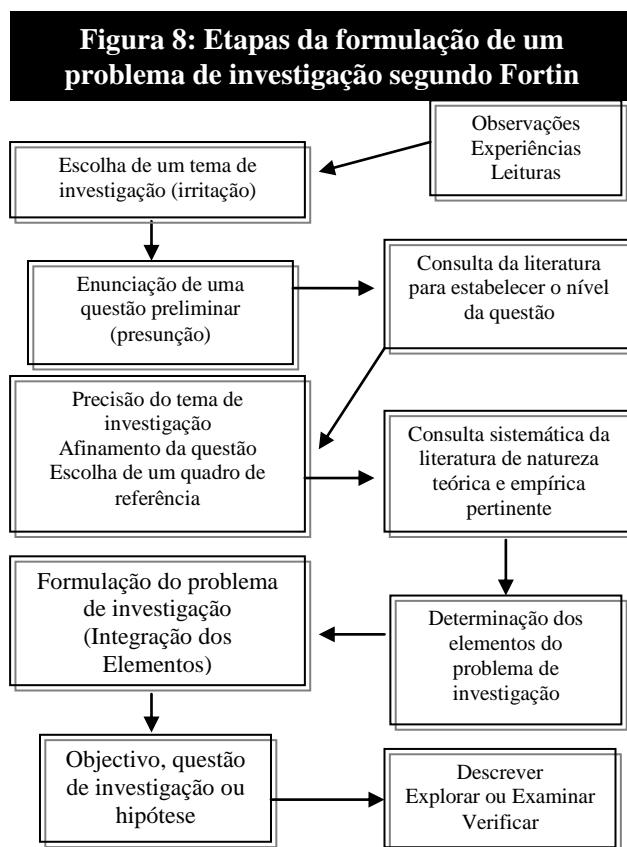 Figura 8: Etapas da formulação de um
problema de investigação segundo Fortin
Observações
Experiências
Leituras
Escolha de um tema de
investigação (irritação)
Enunciação de uma
questão preliminar
(presunção)
Consulta da literatura
para estabelecer o nível
da questão
Precisão do tema de
investigação
Afinamento da questão
Escolha de um quadro de
referência
Consulta sistemática da
literatura de natureza
teórica e empírica
pertinente
Determinação dos
elementos do
problema de
investigação
Formulação do problema
de investigação
(Integração dos
Elementos)
Objectivo, questão
de investigação ou
hipótese
Descrever
Explorar ou Examinar
Verificar